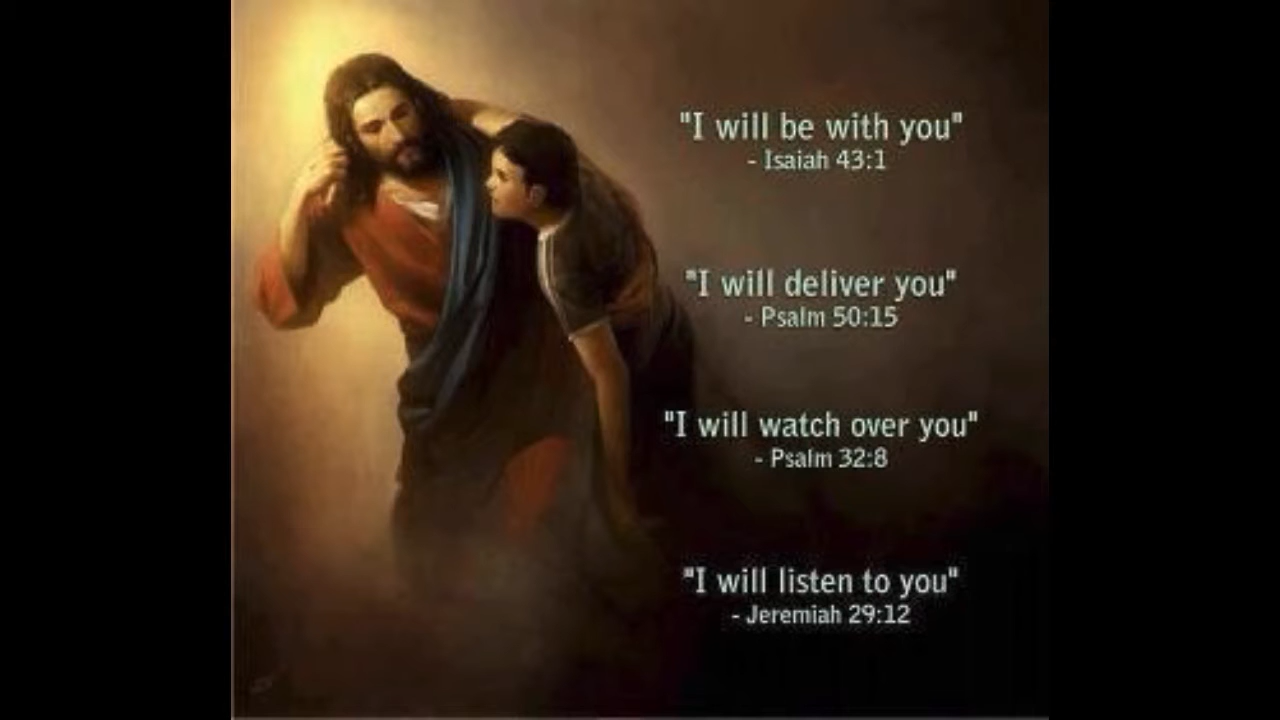 "I will be with you"
- Isaiah 43:1
"I will deliver you"
- Psalm 50:15
"I will watch over you"
- Psalm 32:8
"I will listen to you"
- Jeremiah 29:12